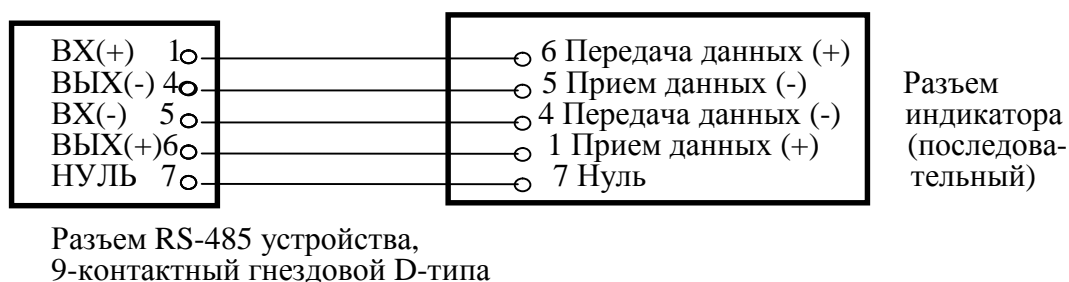 ВХ(+) 1 6 Передача данных (+)
ВЫХ(-) 4 5 Прием данных (-)
ВХ(-) 5 4 Передача данных (-)
ВЫХ(+)6 1 Прием данных (+)
НУЛЬ 7 7 Нуль
Разъем
индикатора
(последова-
тельный)
Разъем RS-485 устройства,
9-контактный гнездовой D-типа